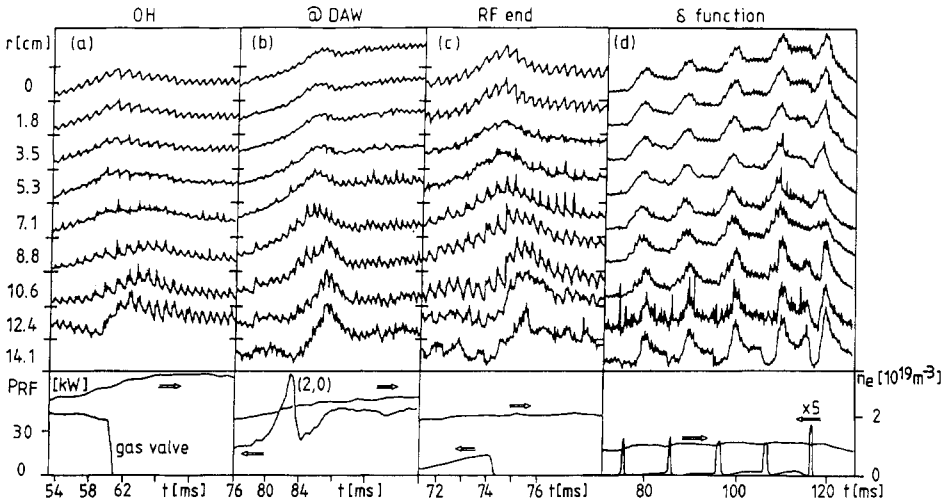 OH @ DAW RF end δ function
r[cm] (a) (b) (c) (d)
0
1.8
3.5
5.3
7.1
8.8
10.6
12.4
14.1
PRF [kW] (2,0) ne [10¹⁹m⁻³]
x5
30 gas valve 2
0 0
54 58 62 t[ms] 76 80 84 t[ms] 72 74 76 t[ms] 80 100 t[ms] 120